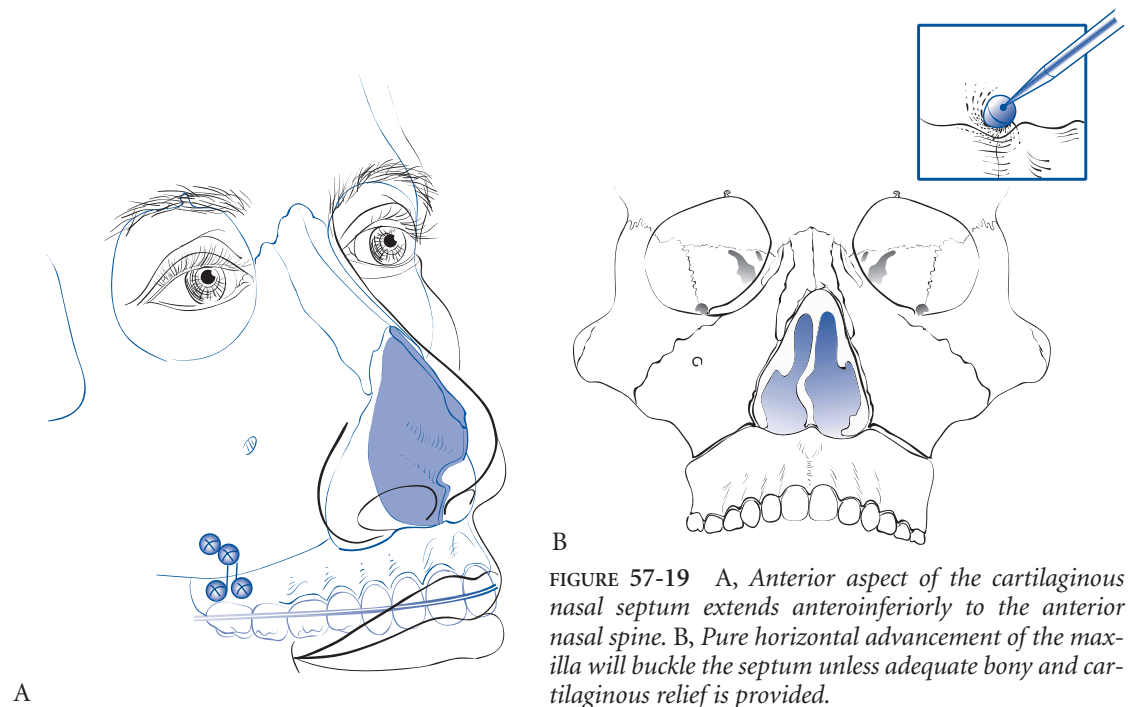 A
B
FIGURE 57-19 A, Anterior aspect of the cartilaginous
nasal septum extends anteroinferiorly to the anterior
nasal spine. B, Pure horizontal advancement of the max-
illa will buckle the septum unless adequate bony and car-
tilaginous relief is provided.